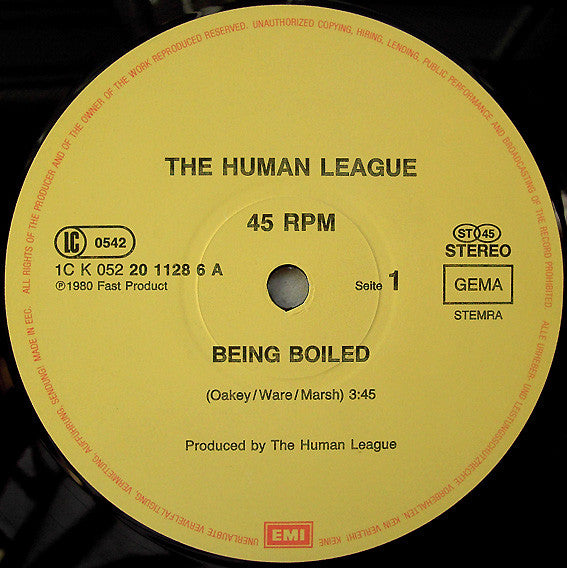 ALL RIGHTS OF THE PRODUCER AND OF THE OWNER OF THE WORK REPRODUCED RESERVED. UNAUTHORIZED COPYING, HIRING, LENDING, PUBLIC PERFORMANCE AND BROADCASTING OF THE RECORD PROHIBITED. ALLE URHEBER- UND LEISTUNGSSCHUTZRECHTE VORBEHALTEN. KEIN VERLEIH! KEINE UNERLAUBTE VERVIELFÄLTIGUNG, VERMIETUNG, AUFFÜHRUNG, SENDUNG! MADE IN EEC.
THE HUMAN LEAGUE
45 RPM
LC 0542
1C K 052 20 1128 6 A
℗1980 Fast Product
ST 45
STEREO
GEMA
STEMRA
Seite 1
BEING BOILED
(Oakey/Ware/Marsh) 3:45
Produced by The Human League
EMI